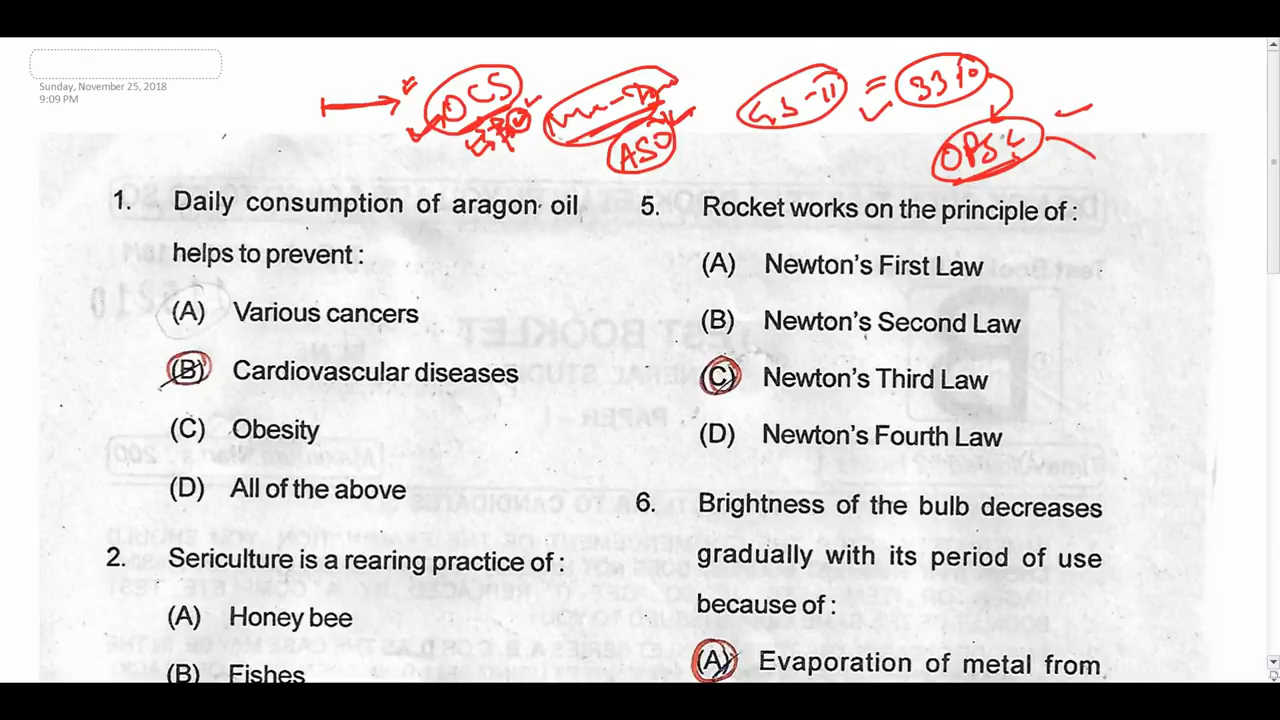 Sunday, November 25, 2018
9:09 PM
OCS
ASO
GS-II = 33%
OPSC
1. Daily consumption of aragon oil
helps to prevent :
(A) Various cancers
(B) Cardiovascular diseases
(C) Obesity
(D) All of the above
2. Sericulture is a rearing practice of :
(A) Honey bee
(B) Fishes
5. Rocket works on the principle of :
(A) Newton's First Law
(B) Newton's Second Law
(C) Newton's Third Law
(D) Newton's Fourth Law
6. Brightness of the bulb decreases
gradually with its period of use
because of :
(A) Evaporation of metal from